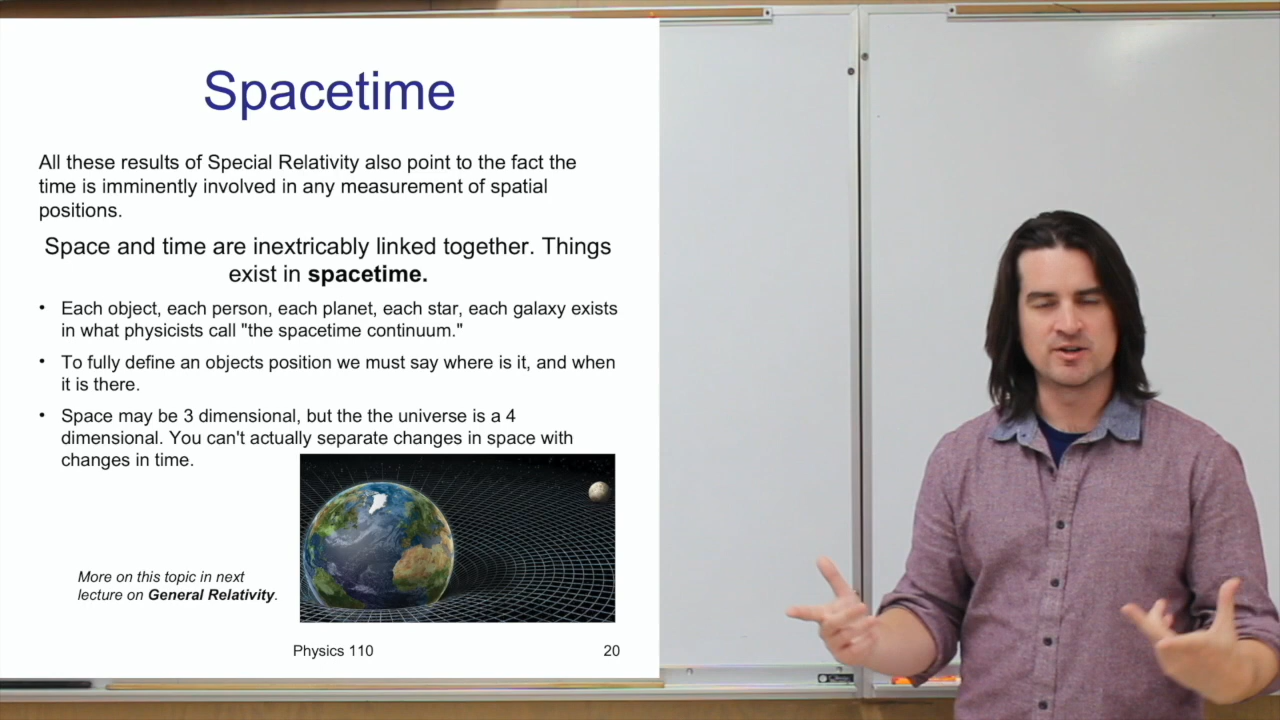 Spacetime
All these results of Special Relativity also point to the fact the
time is imminently involved in any measurement of spatial
positions.
Space and time are inextricably linked together. Things
exist in spacetime.
• Each object, each person, each planet, each star, each galaxy exists
in what physicists call "the spacetime continuum."
• To fully define an objects position we must say where is it, and when
it is there.
• Space may be 3 dimensional, but the the universe is a 4
dimensional. You can't actually separate changes in space with
changes in time.
More on this topic in next
lecture on General Relativity.
Physics 110
20